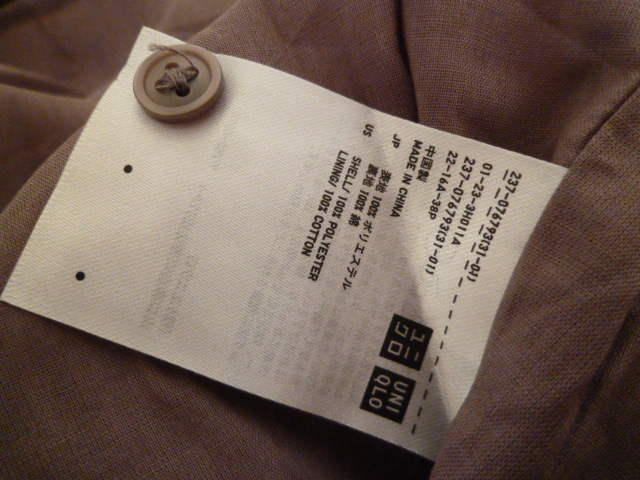 237-076793(31-01)
01-23-3H011A
237-076793(31-01)
22-16A-38P
中国製
MADE IN CHINA
JP
表地 100% ポリエステル
裏地 100% 綿
US
SHELL/ 100% POLYESTER
LINING/ 100% COTTON
ユニ
クロ
UNI
QLO